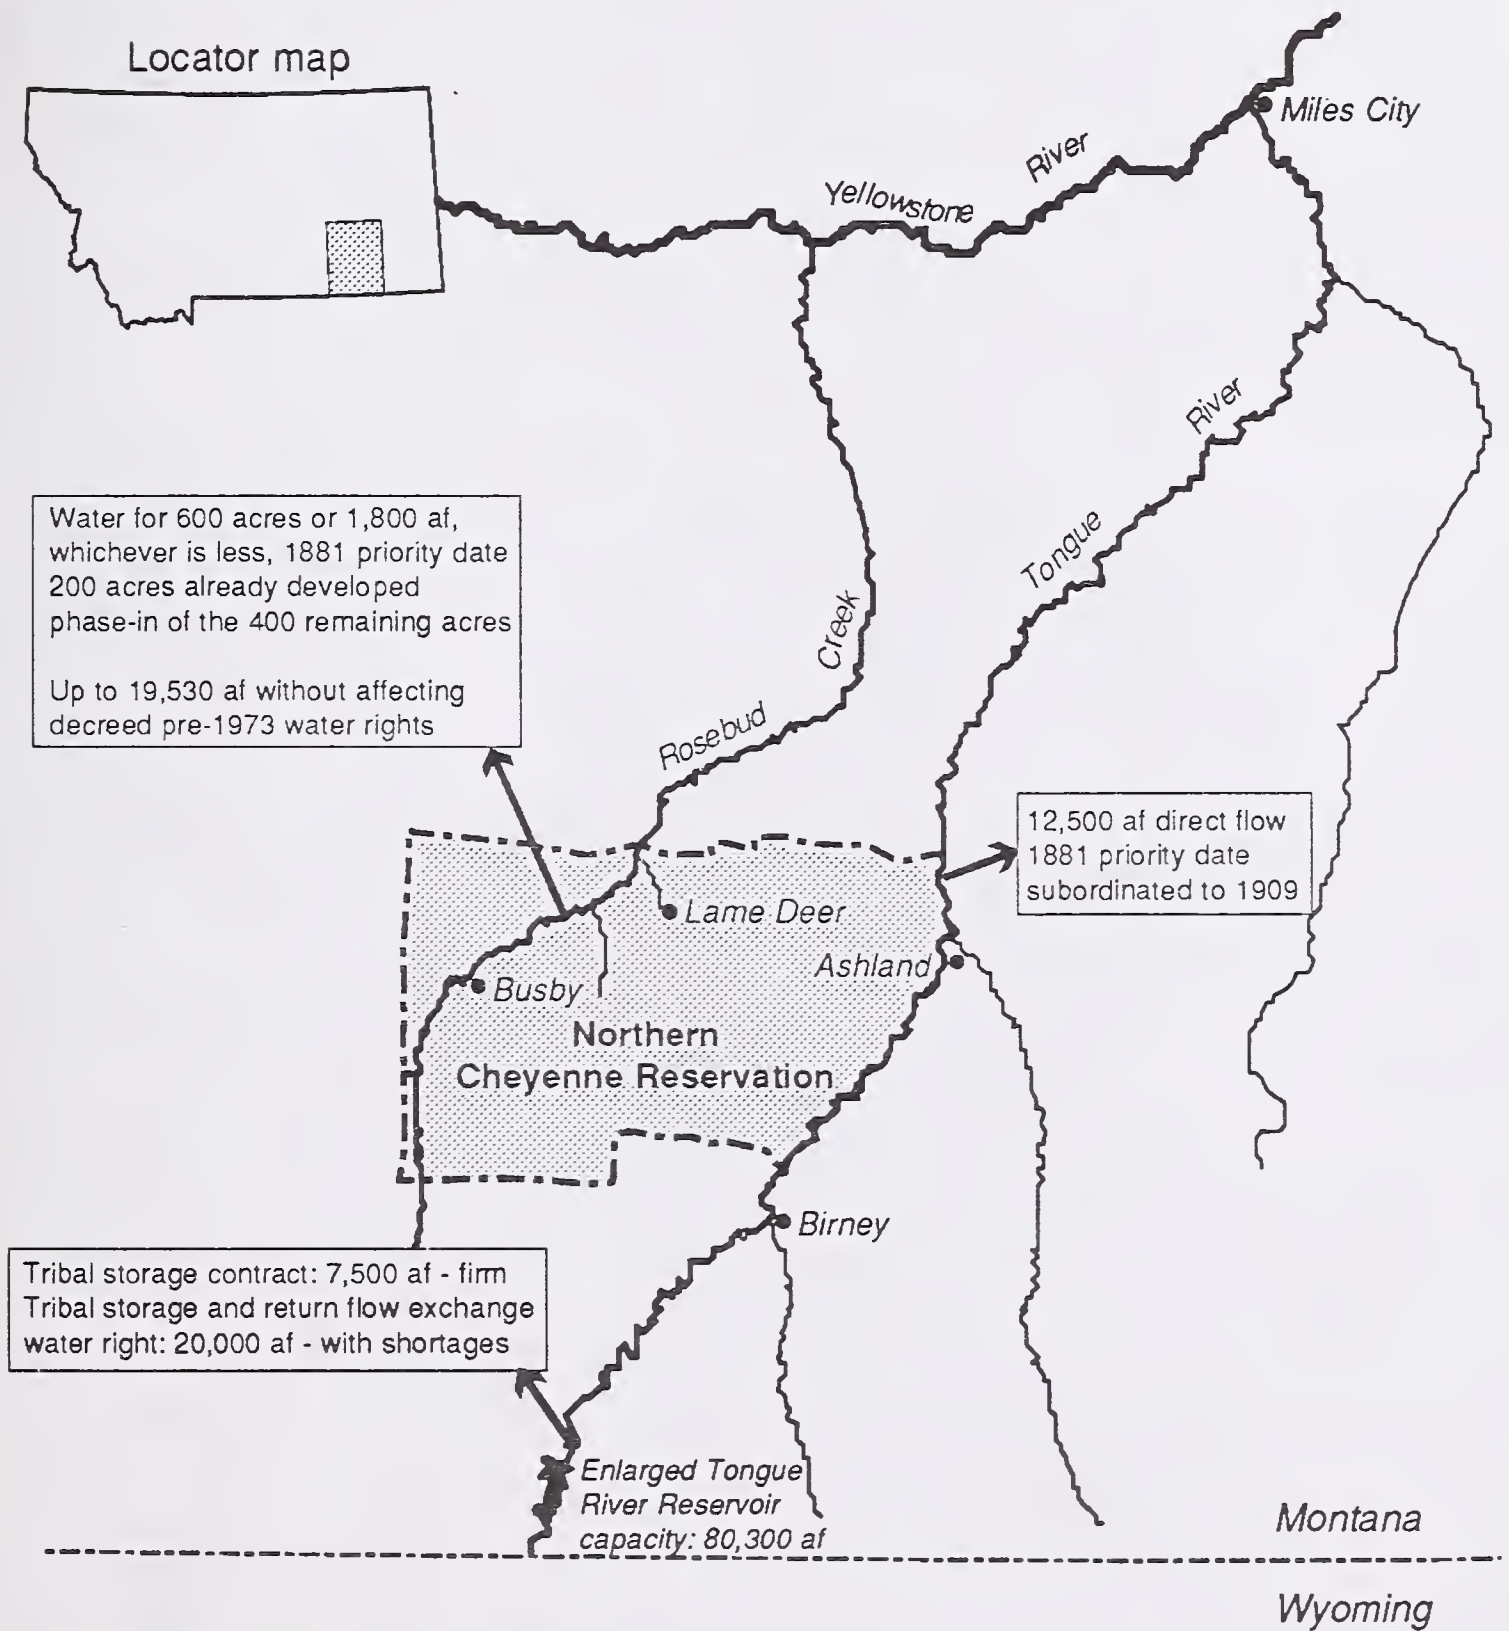 Locator map
Miles City
Yellowstone River
Tongue River
Water for 600 acres or 1,800 af,
whichever is less, 1881 priority date
200 acres already developed
phase-in of the 400 remaining acres
Up to 19,530 af without affecting
decreed pre-1973 water rights
Rosebud Creek
12,500 af direct flow
1881 priority date
subordinated to 1909
Lame Deer
Ashland
Busby
Northern
Cheyenne Reservation
Birney
Tribal storage contract: 7,500 af - firm
Tribal storage and return flow exchange
water right: 20,000 af - with shortages
Enlarged Tongue
River Reservoir
capacity: 80,300 af
Montana
Wyoming